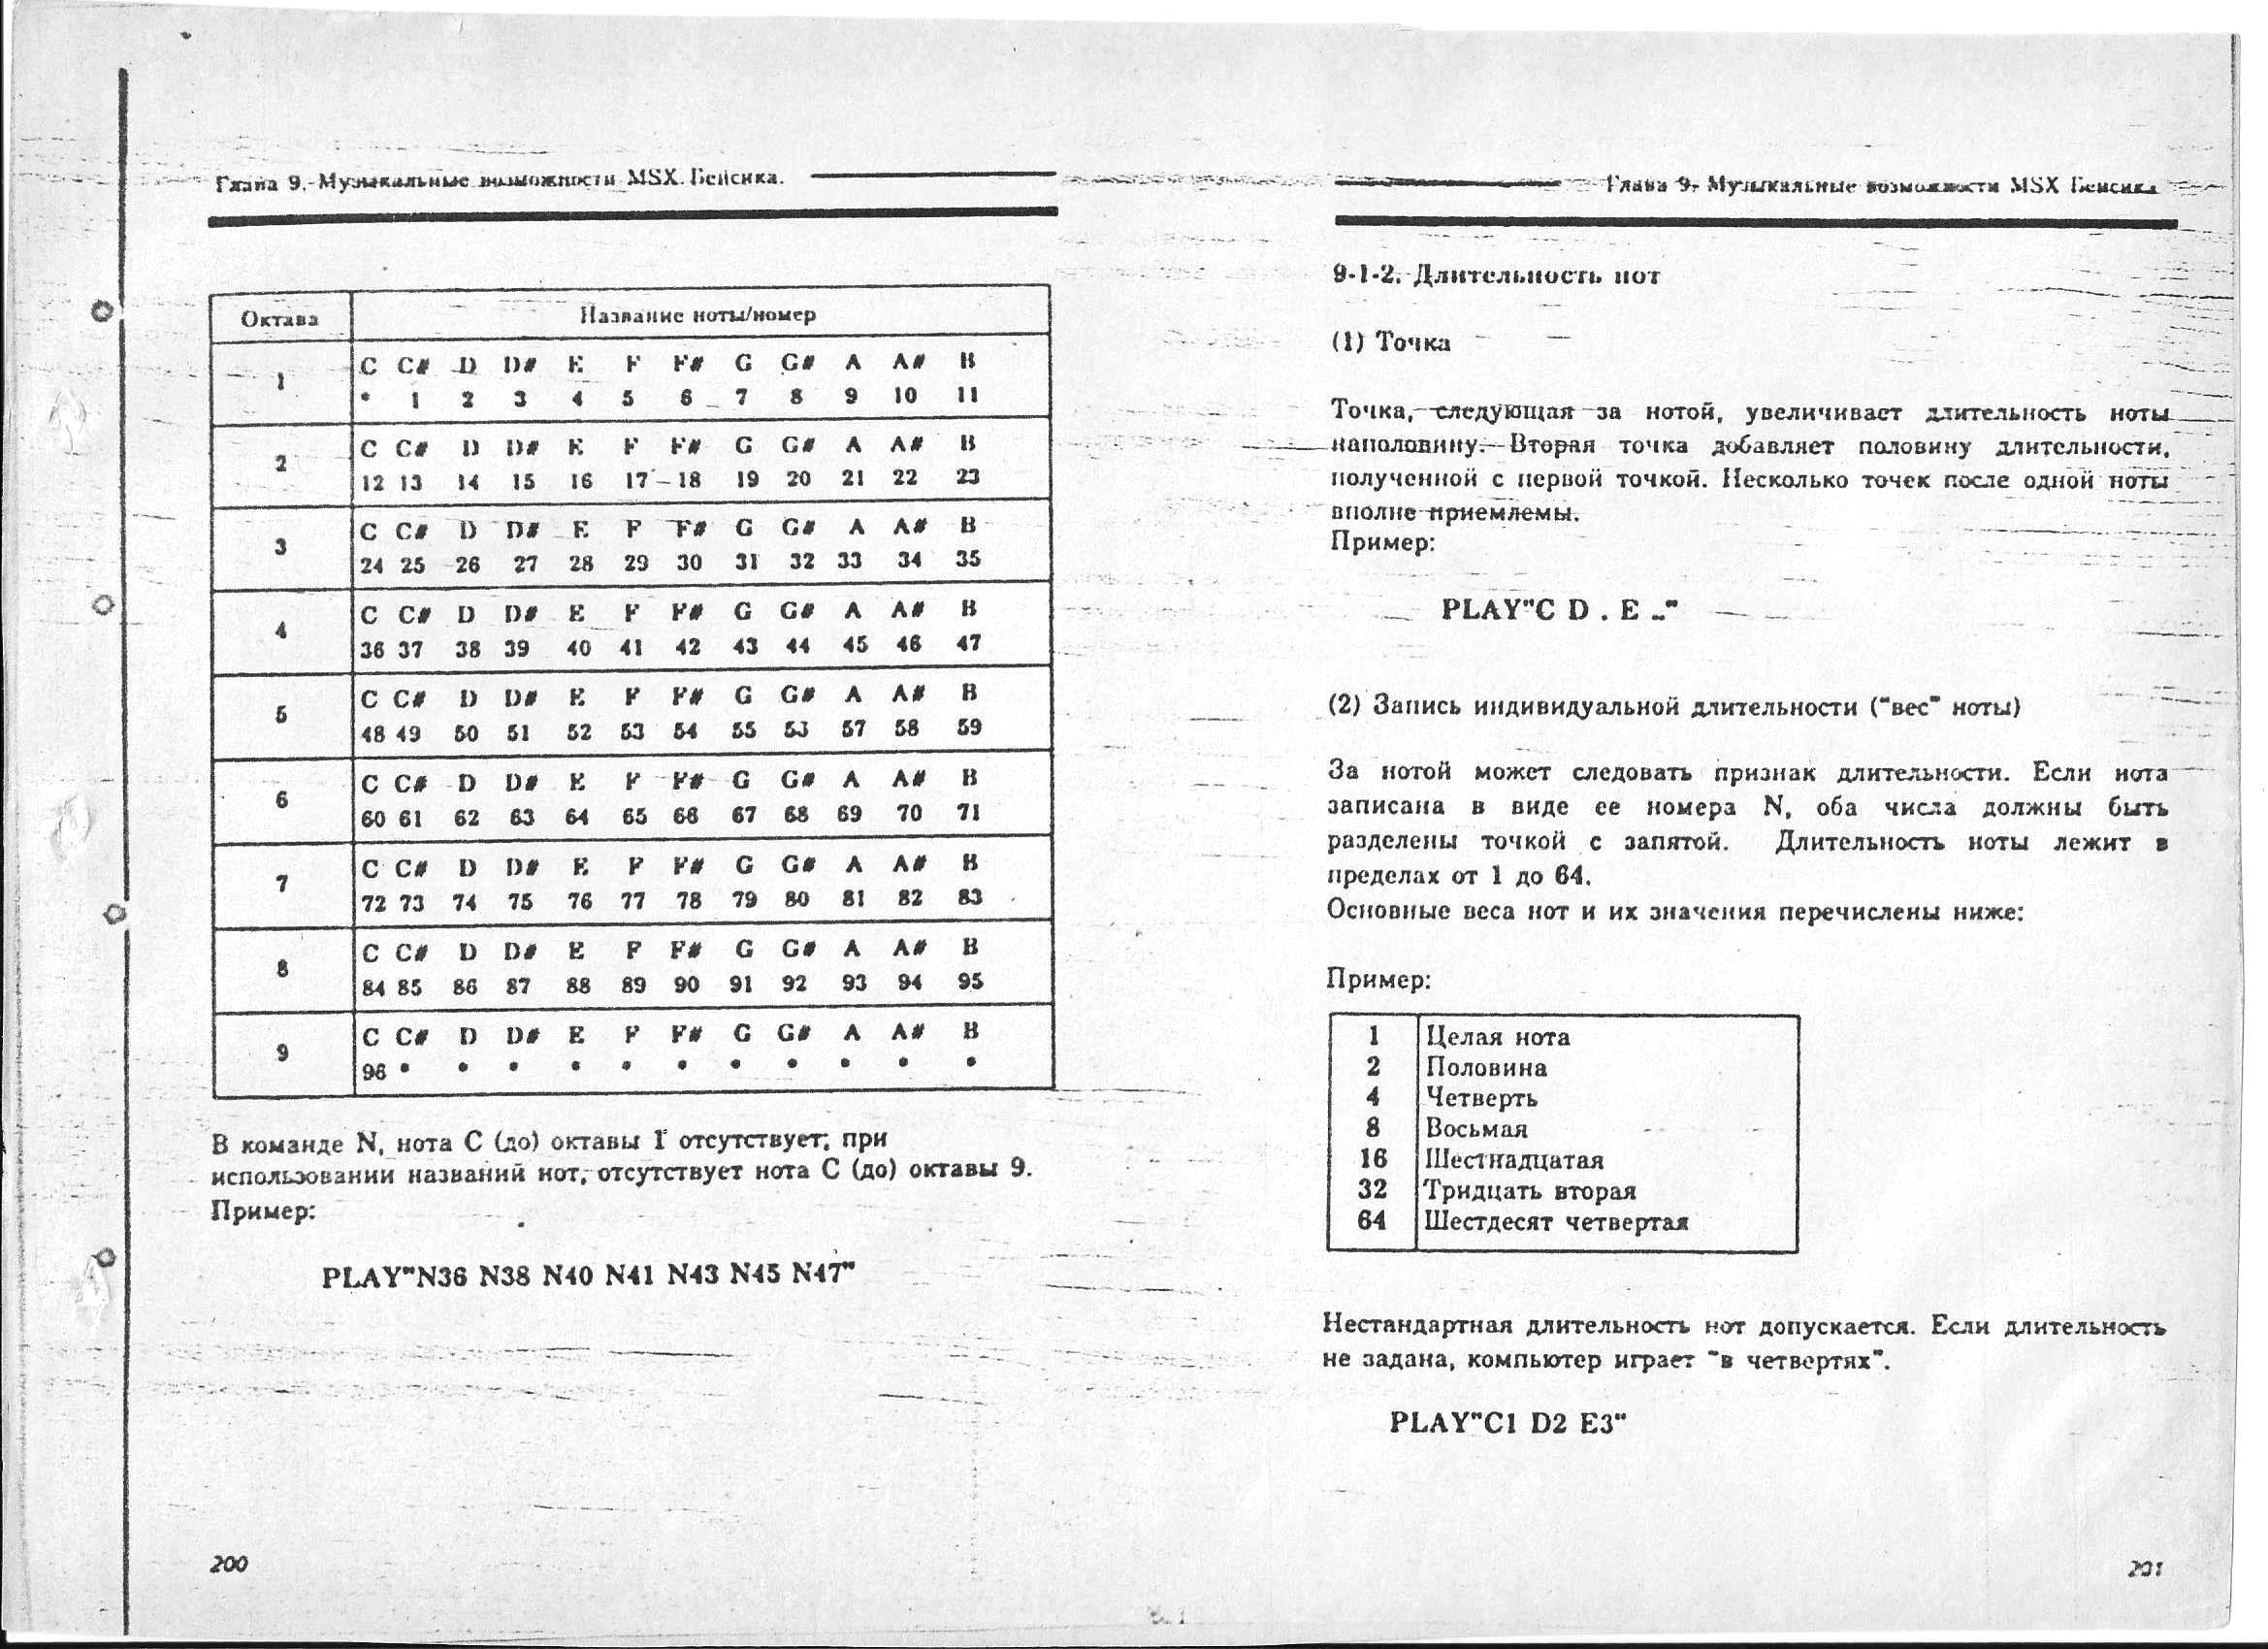 Глава 9. Музыкальные возможности MSX Бейсика.
Октава Название ноты/номер
1
C C# D D# E F F# G G# A A# B
* 1 2 3 4 5 6 7 8 9 10 11
2
C C# D D# E F F# G G# A A# B
12 13 14 15 16 17 18 19 20 21 22 23
3
C C# D D# E F F# G G# A A# B
24 25 26 27 28 29 30 31 32 33 34 35
4
C C# D D# E F F# G G# A A# B
36 37 38 39 40 41 42 43 44 45 46 47
5
C C# D D# E F F# G G# A A# B
48 49 50 51 52 53 54 55 53 57 58 59
6
C C# D D# E F F# G G# A A# B
60 61 62 63 64 65 66 67 68 69 70 71
7
C C# D D# E F F# G G# A A# B
72 73 74 75 76 77 78 79 80 81 82 83
8
C C# D D# E F F# G G# A A# B
84 85 86 87 88 89 90 91 92 93 94 95
9
C C# D D# E F F# G G# A A# B
96 * * * * * * * * * * *
В команде N, нота С (до) октавы 1 отсутствует; при
использовании названий нот, отсутствует нота С (до) октавы 9.
Пример:
PLAY"N36 N38 N40 N41 N43 N45 N47"
200
Глава 9. Музыкальные возможности MSX Бейсика
9-1-2. Длительность нот
(1) Точка
Точка, следующая за нотой, увеличивает длительность ноты
наполовину. Вторая точка добавляет половину длительности,
полученной с первой точкой. Несколько точек после одной ноты
вполне приемлемы.
Пример:
PLAY"C D . E .."
(2) Запись индивидуальной длительности ("вес" ноты)
За нотой может следовать признак длительности. Если нота
записана в виде ее номера N, оба числа должны быть
разделены точкой с запятой. Длительность ноты лежит в
пределах от 1 до 64.
Основные веса нот и их значения перечислены ниже:
Пример:
1 Целая нота
2 Половина
4 Четверть
8 Восьмая
16 Шестнадцатая
32 Тридцать вторая
64 Шестдесят четвертая
Нестандартная длительность нот допускается. Если длительность
не задана, компьютер играет "в четвертях".
PLAY"C1 D2 E3"
201